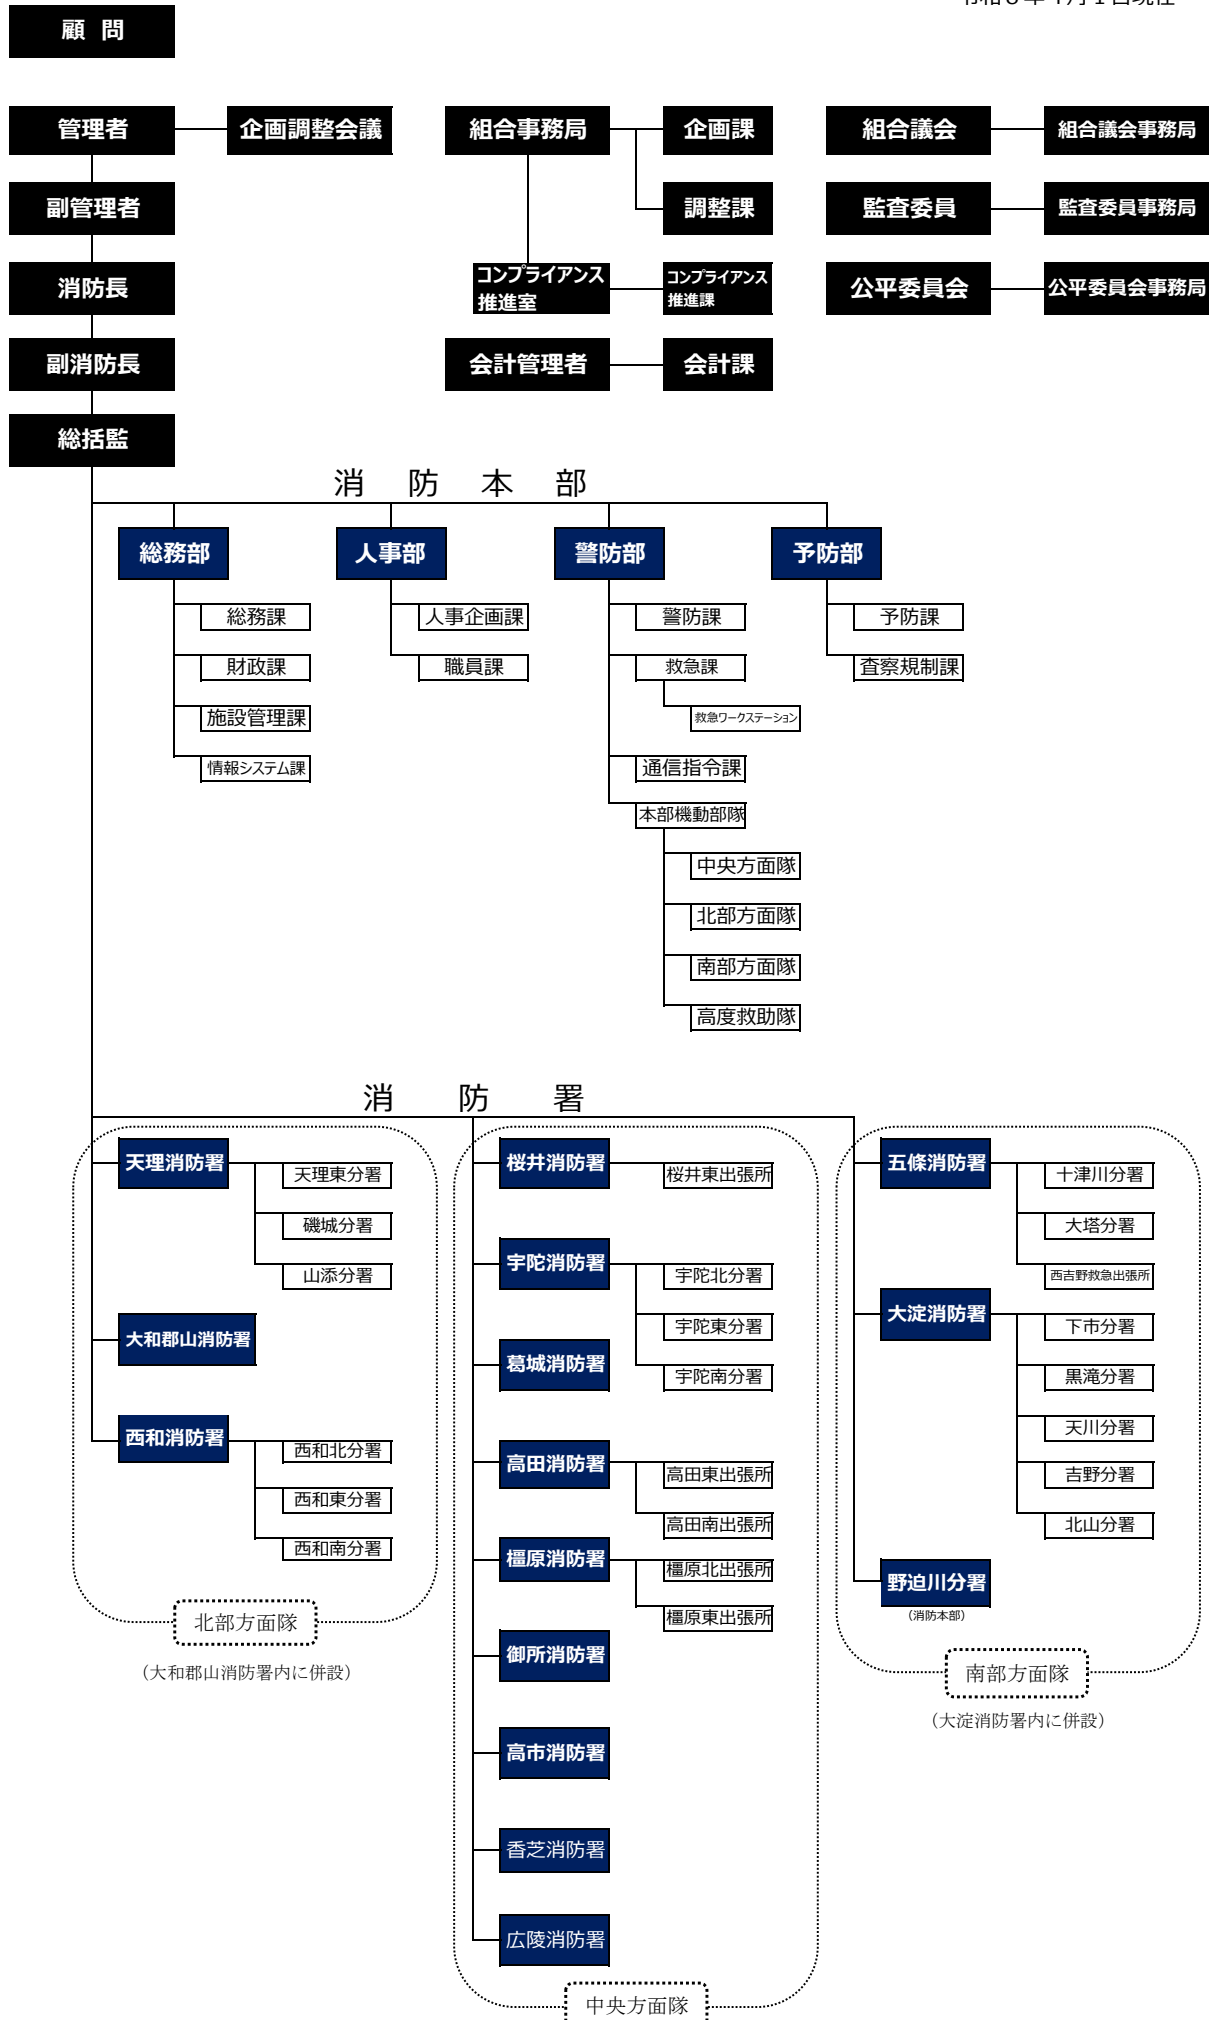 顧 問
管理者
企画調整会議
組合事務局
企画課
組合議会
組合議会事務局
副管理者
調整課
監査委員
監査委員事務局
消防長
コンプライアンス
推進室
コンプライアンス
推進課
公平委員会
公平委員会事務局
副消防長
会計管理者
会計課
総括監
消 防 本 部
総務部
人事部
警防部
予防部
総務課
人事企画課
警防課
予防課
財政課
職員課
救急課
査察規制課
施設管理課
救急ワークステーション
情報システム課
通信指令課
本部機動部隊
中央方面隊
北部方面隊
南部方面隊
高度救助隊
消 防 署
天理消防署
天理東分署
磯城分署
山添分署
大和郡山消防署
西和消防署
西和北分署
西和東分署
西和南分署
北部方面隊
（大和郡山消防署内に併設）
桜井消防署
桜井東出張所
宇陀消防署
宇陀北分署
宇陀東分署
宇陀南分署
葛城消防署
高田消防署
高田東出張所
高田南出張所
橿原消防署
橿原北出張所
橿原東出張所
御所消防署
高市消防署
香芝消防署
広陵消防署
中央方面隊
五條消防署
十津川分署
大塔分署
西吉野救急出張所
大淀消防署
下市分署
黒滝分署
天川分署
吉野分署
北山分署
野迫川分署
（消防本部）
南部方面隊
（大淀消防署内に併設）